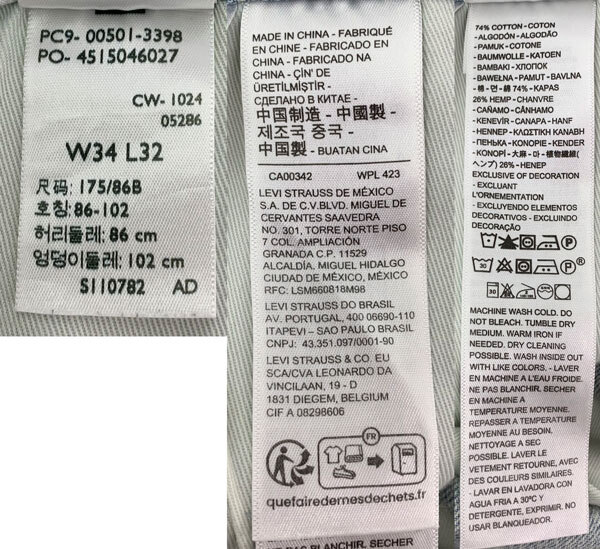 PC9- 00501-3398
PO- 4515046027
CW- 1024
05286
W34 L32
尺码: 175/86B
호칭: 86-102
허리둘레: 86 cm
엉덩이둘레: 102 cm
S110782 AD
MADE IN CHINA - FABRIQUÉ
EN CHINE - FABRICADO EN
CHINA - FABRICADO NA
CHINA - ÇİN' DE
ÜRETİLMİŞTİR -
СДЕЛАНО В КИТАЕ -
中国制造 - 中國製 -
제조국 중국 -
中国製 - BUATAN CINA
CA00342 WPL 423
LEVI STRAUSS DE MÉXICO
S.A. DE C.V.BLVD. MIGUEL DE
CERVANTES SAAVEDRA
NO. 301, TORRE NORTE PISO
7 COL. AMPLIACIÓN
GRANADA C.P. 11529
ALCALDÍA. MIGUEL HIDALGO
CIUDAD DE MÉXICO, MÉXICO
RFC: LSM660818M98
LEVI STRAUSS DO BRASIL
AV. PORTUGAL, 400 06690-110
ITAPEVI – SAO PAULO BRASIL
CNPJ: 43.351.097/0001-90
LEVI STRAUSS & CO. EU
SCA/CVA LEONARDO DA
VINCILAAN, 19 - D
1831 DIEGEM, BELGIUM
CIF A 08298606
FR
quefairedemesdechets.fr
BLANCHIR. SECHER
74% COTTON - COTON
- ALGODÓN - ALGODÃO
- PAMUK - COTONE
- BAUMWOLLE - KATOEN
- BAMBAKI - ХЛОПОК
- BAWEŁNA - PAMUT - BAVLNA
- 棉 - 면 - 綿 74% - KAPAS
26% HEMP - CHANVRE
- CÁÑAMO - CÂNHAMO
- KENEVİR - CANAPA - HANF
- HENNEP - ΚΛΩΣΤΙΚΗ ΚΑΝΑΒΗ
- ПЕНЬКА - KONOPIE - KENDER
- KONOPÍ - 大麻 - 마 - 植物繊維(
ヘンプ) 26% - HENEP
EXCLUSIVE OF DECORATION
- EXCLUANT
L'ORNEMENTATION
- EXCLUYENDO ELEMENTOS
DECORATIVOS - EXCLUINDO
DECORAÇÃO
MACHINE WASH COLD. DO
NOT BLEACH. TUMBLE DRY
MEDIUM. WARM IRON IF
NEEDED. DRY CLEANING
POSSIBLE. WASH INSIDE OUT
WITH LIKE COLORS. - LAVER
EN MACHINE A L'EAU FROIDE.
NE PAS BLANCHIR. SECHER
EN MACHINE A
TEMPERATURE MOYENNE.
REPASSER A TEMPERATURE
MOYENNE AU BESOIN.
NETTOYAGE A SEC
POSSIBLE. LAVER LE
VETEMENT RETOURNE, AVEC
DES COULEURS SIMILAIRES.
- LAVAR EN LAVADORA CON
AGUA FRIA A 30ºC Y
DETERGENTE, EXPRIMIR. NO
USAR BLANQUEADOR.